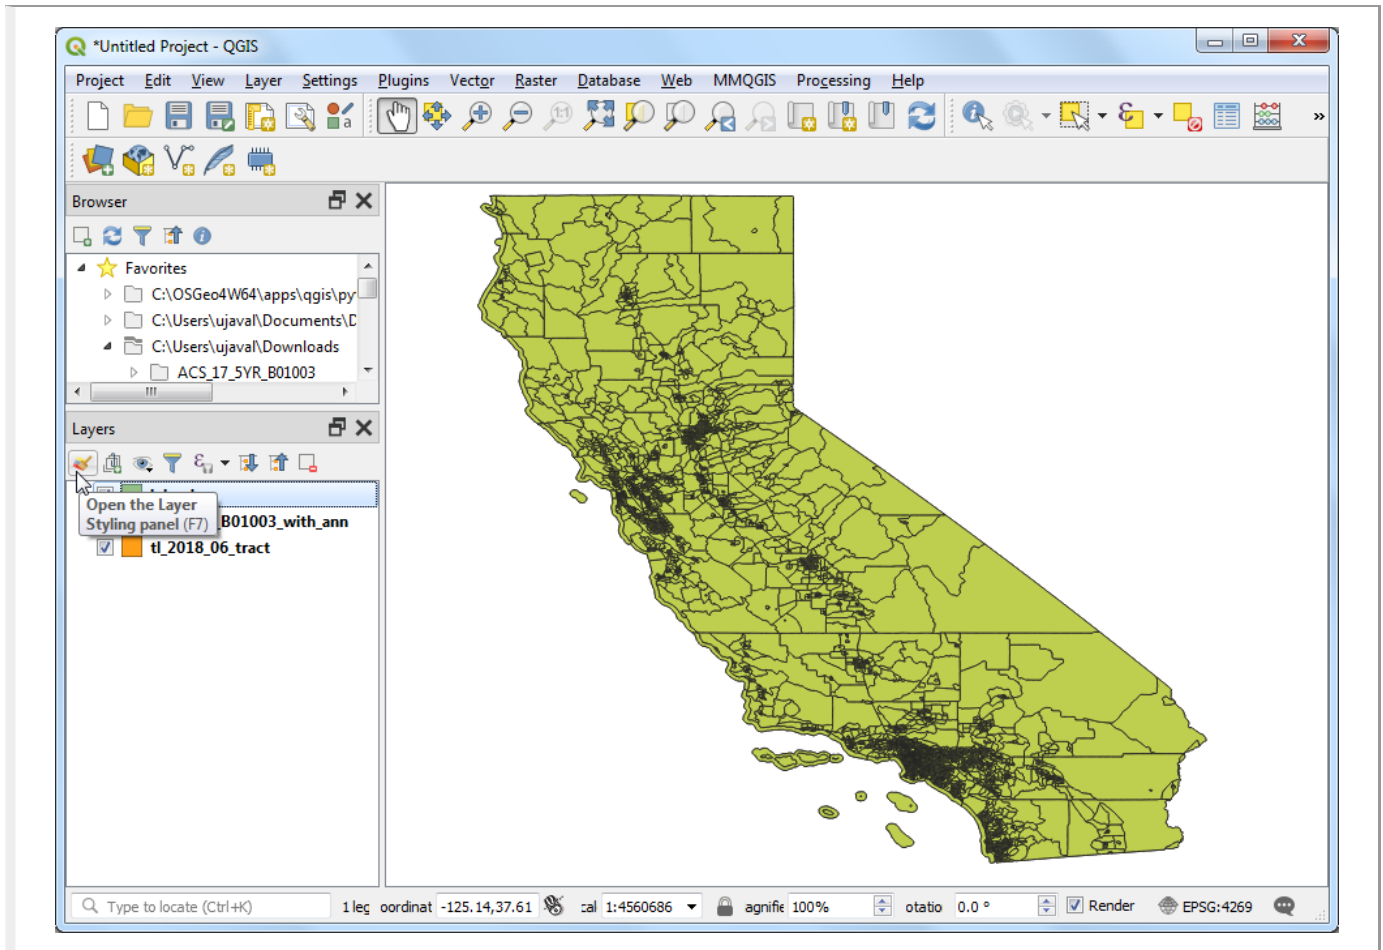 *Untitled Project - QGIS
Project Edit View Layer Settings Plugins Vector Raster Database Web MMQGIS Processing Help
Browser
Favorites
C:\OSGeo4W64\apps\qgis\py
C:\Users\ujaval\Documents\D
C:\Users\ujaval\Downloads
ACS_17_5YR_B01003
Layers
Open the Layer
Styling panel (F7)
B01003_with_ann
tl_2018_06_tract
Type to locate (Ctrl+K) 1 leg oordinat -125.14,37.61 cal 1:4560686 agnifie 100% otatio 0.0 ° Render EPSG:4269